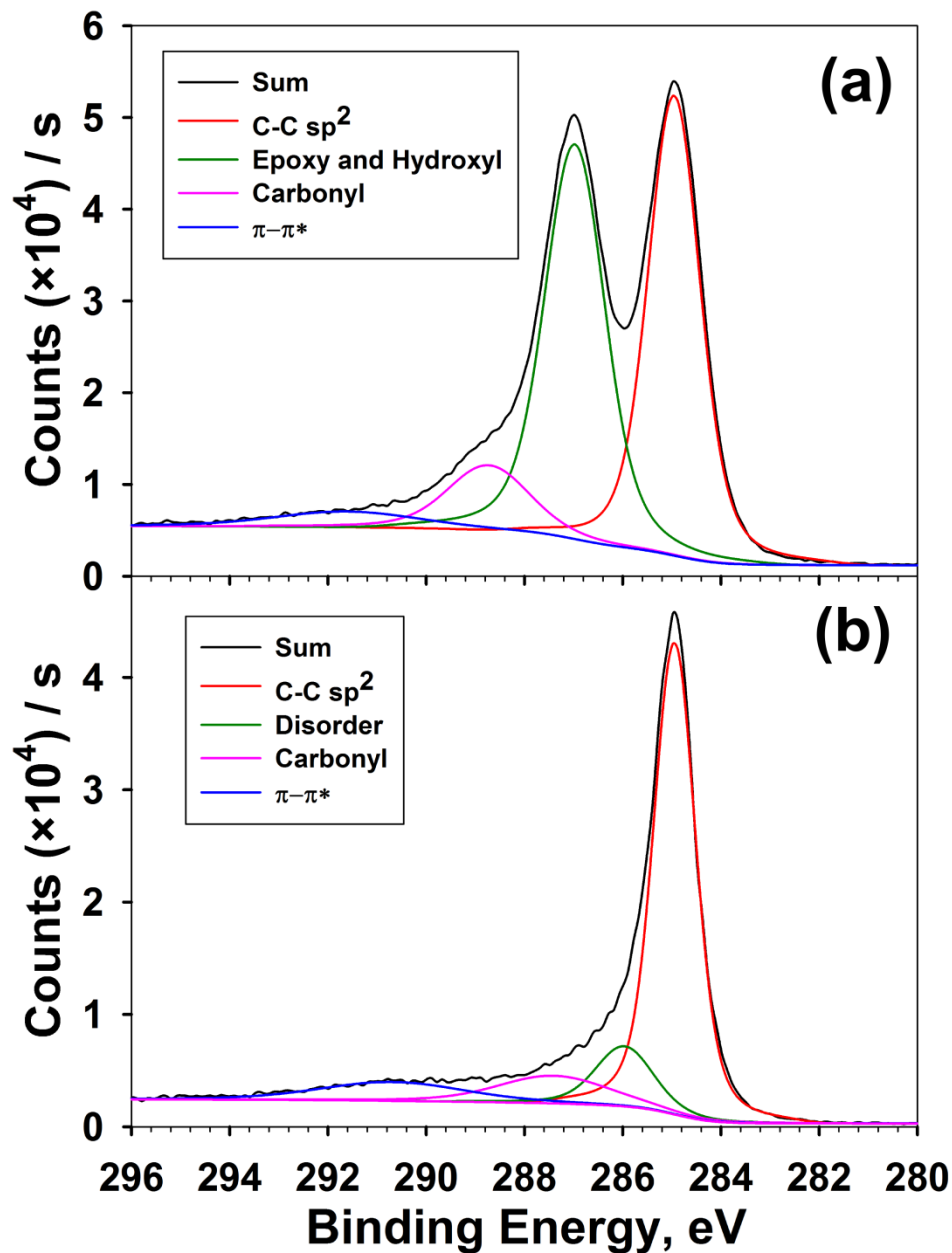 (a)
Sum
C-C sp²
Epoxy and Hydroxyl
Carbonyl
π−π*
6
5
4
3
2
1
0
Counts (×10⁴) / s
(b)
Sum
C-C sp²
Disorder
Carbonyl
π−π*
4
3
2
1
0
Counts (×10⁴) / s
296 294 292 290 288 286 284 282 280
Binding Energy, eV